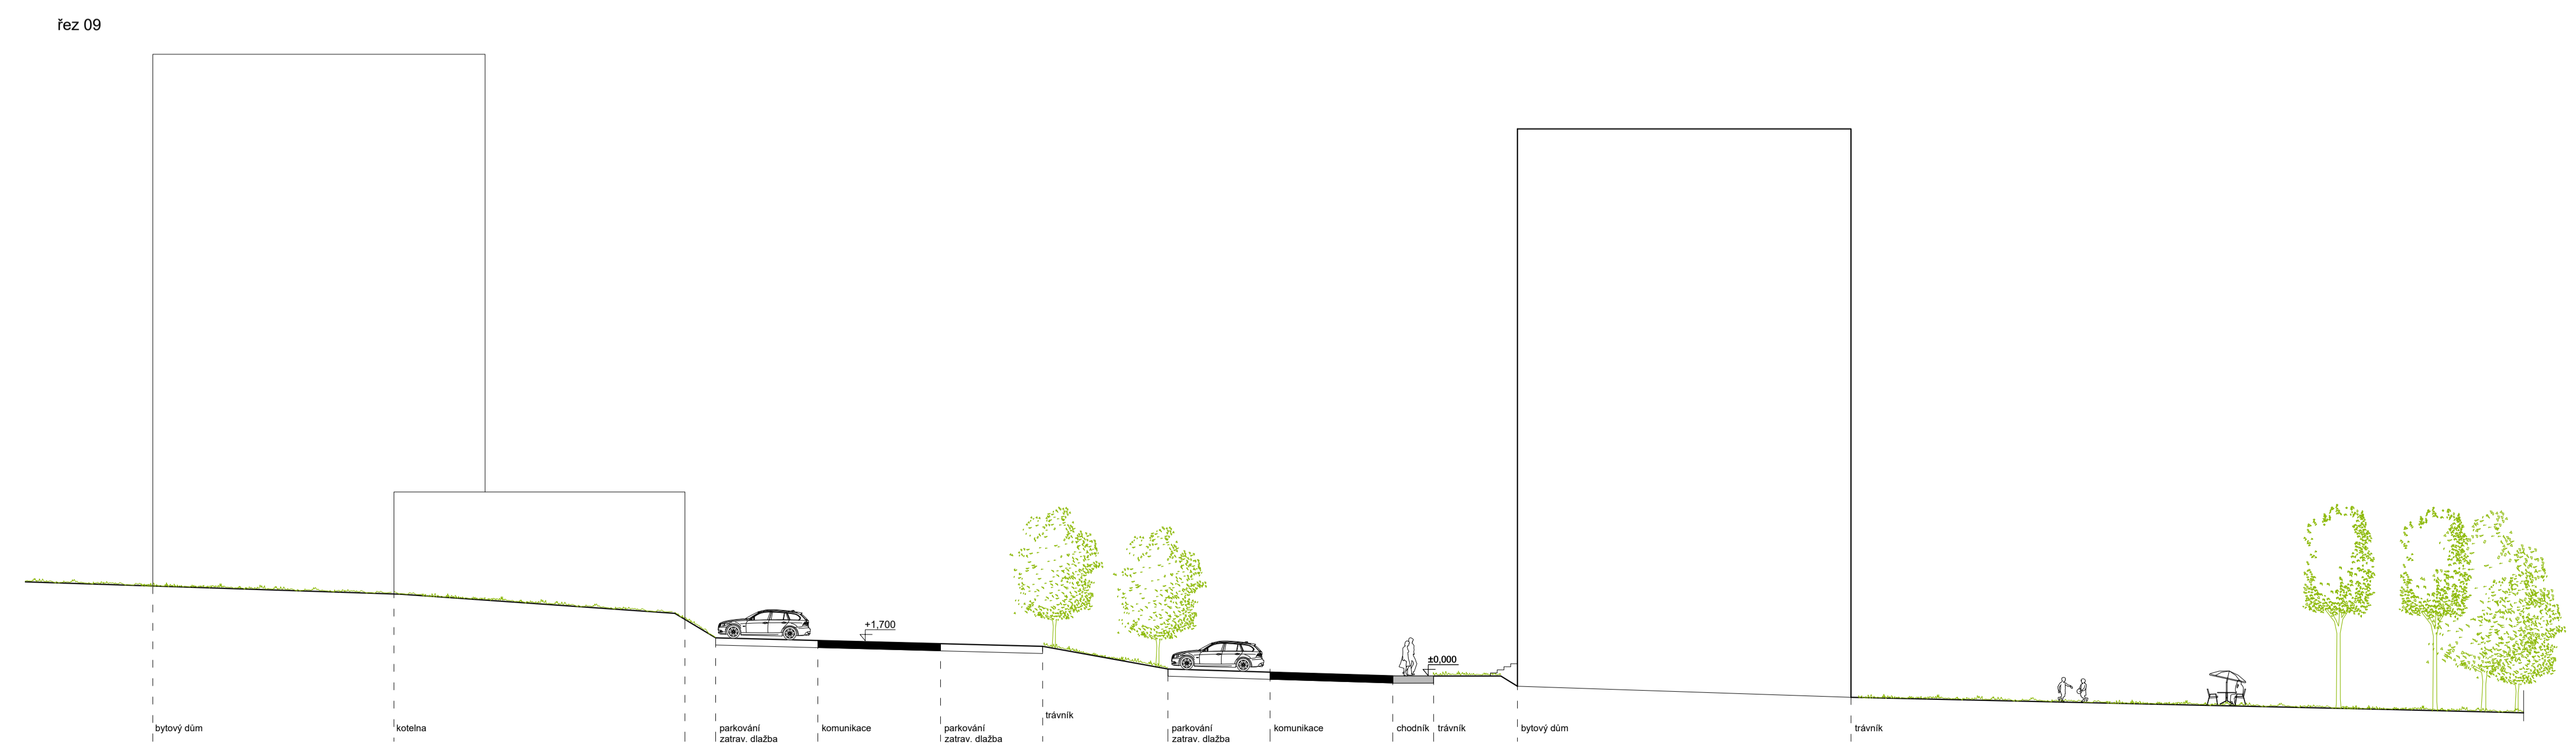 řez 09
+1,700
±0,000
bytový dům
kotelna
parkování
zatrav. dlažba
komunikace
parkování
zatrav. dlažba
trávník
parkování
zatrav. dlažba
komunikace
chodník
trávník
bytový dům
trávník